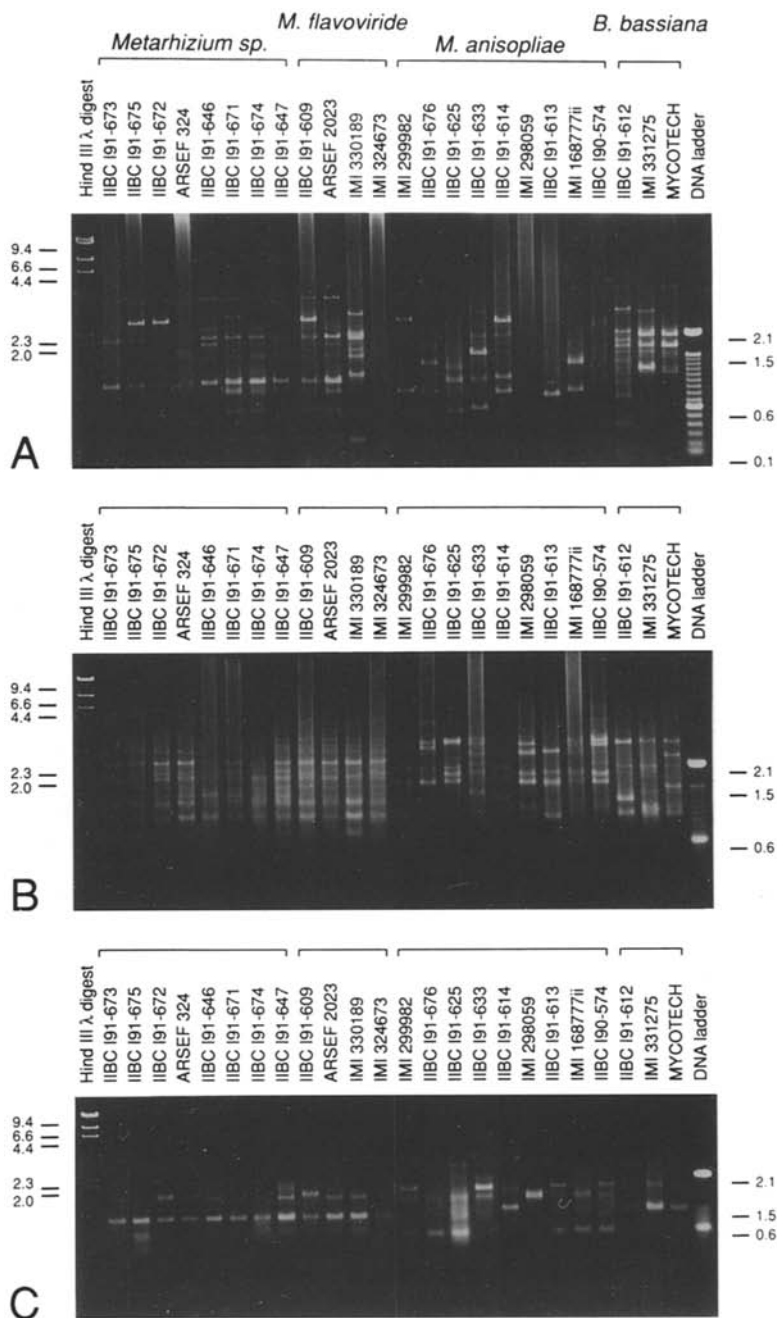 M. flavoviride
B. bassiana
Metarhizium sp.
M. anisopliae
Hind III λ digest
IIBC I91-673
IIBC I91-675
IIBC I91-672
ARSEF 324
IIBC I91-646
IIBC I91-671
IIBC I91-674
IIBC I91-647
IIBC I91-609
ARSEF 2023
IMI 330189
IMI 324673
IMI 299982
IIBC I91-676
IIBC I91-625
IIBC I91-633
IIBC I91-614
IMI 298059
IIBC I91-613
IMI 168777ii
IIBC I90-574
IIBC I91-612
IMI 331275
MYCOTECH
DNA ladder
9.4
6.6
4.4
2.3
2.0
2.1
1.5
0.6
0.1
A
Hind III λ digest
IIBC I91-673
IIBC I91-675
IIBC I91-672
ARSEF 324
IIBC I91-646
IIBC I91-671
IIBC I91-674
IIBC I91-647
IIBC I91-609
ARSEF 2023
IMI 330189
IMI 324673
IMI 299982
IIBC I91-676
IIBC I91-625
IIBC I91-633
IIBC I91-614
IMI 298059
IIBC I91-613
IMI 168777ii
IIBC I90-574
IIBC I91-612
IMI 331275
MYCOTECH
DNA ladder
9.4
6.6
4.4
2.3
2.0
2.1
1.5
0.6
B
Hind III λ digest
IIBC I91-673
IIBC I91-675
IIBC I91-672
ARSEF 324
IIBC I91-646
IIBC I91-671
IIBC I91-674
IIBC I91-647
IIBC I91-609
ARSEF 2023
IMI 330189
IMI 324673
IMI 299982
IIBC I91-676
IIBC I91-625
IIBC I91-633
IIBC I91-614
IMI 298059
IIBC I91-613
IMI 168777ii
IIBC I90-574
IIBC I91-612
IMI 331275
MYCOTECH
DNA ladder
9.4
6.6
4.4
2.3
2.0
2.1
1.5
0.6
C